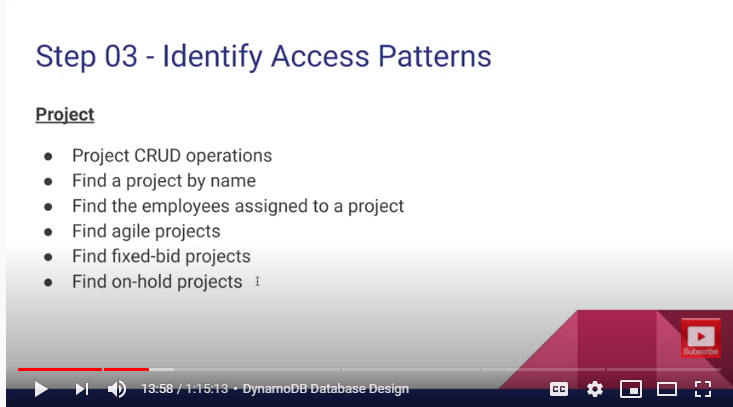 Step 03 - Identify Access Patterns
Project
● Project CRUD operations
● Find a project by name
● Find the employees assigned to a project
● Find agile projects
● Find fixed-bid projects
● Find on-hold projects
Subscribe
13:58 / 1:15:13 • DynamoDB Database Design
CC